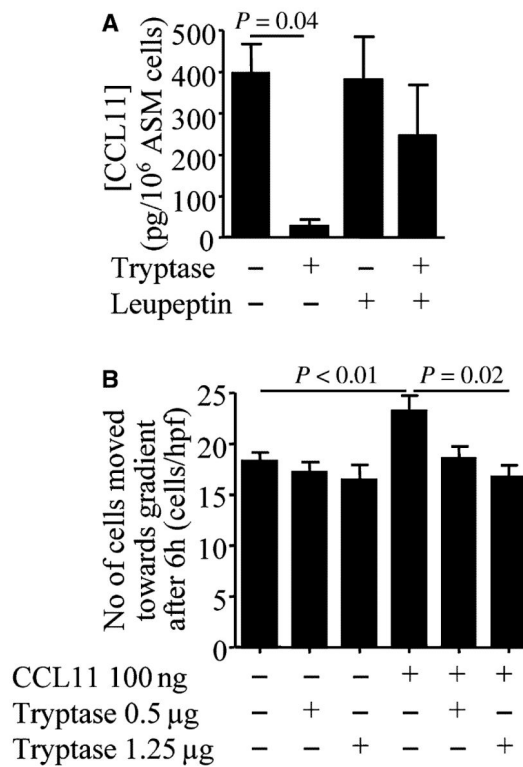 A
P = 0.04
[CCL11]
(pg/10⁶ ASM cells)
500
400
300
200
100
0
Tryptase – + – +
Leupeptin – – + +
B
P < 0.01 P = 0.02
No of cells moved
towards gradient
after 6h (cells/hpf)
25
20
15
10
5
0
CCL11 100 ng – – – + + +
Tryptase 0.5 µg – + – – + –
Tryptase 1.25 µg – – + – – +